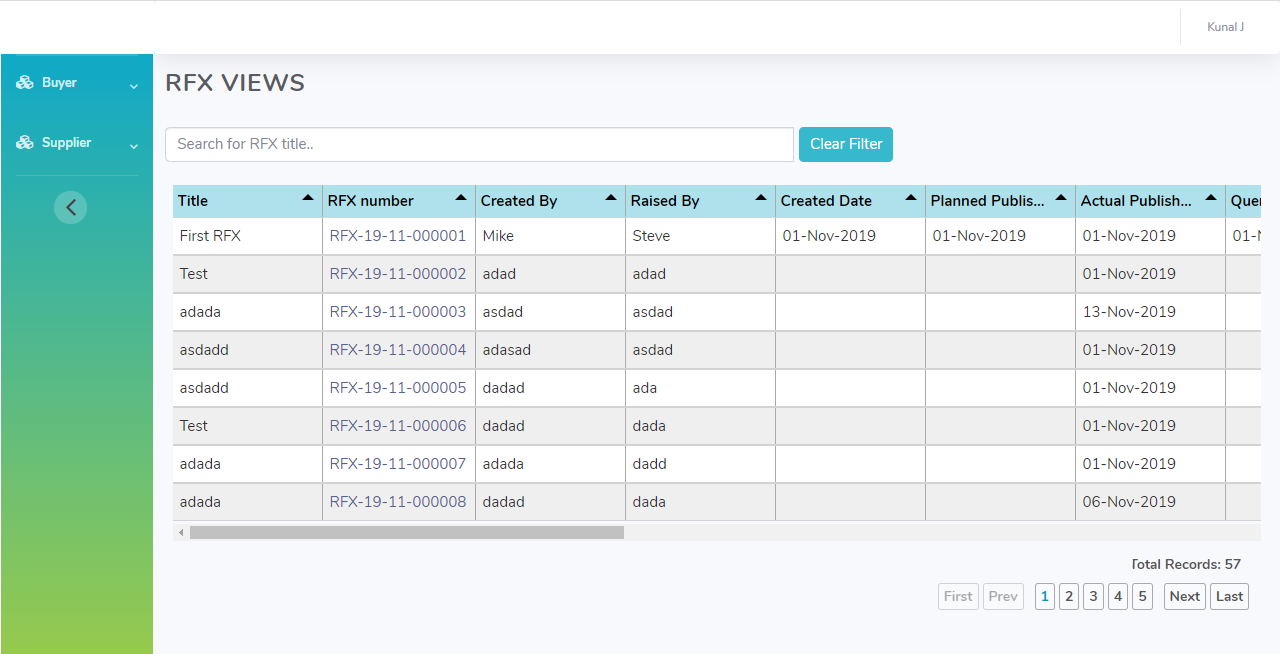 Kunal J
Buyer
Supplier
RFX VIEWS
Search for RFX title..
Clear Filter
Title RFX number Created By Raised By Created Date Planned Publis... Actual Publish...
First RFX RFX-19-11-000001 Mike Steve 01-Nov-2019 01-Nov-2019 01-Nov-2019
Test RFX-19-11-000002 adad adad 01-Nov-2019
adada RFX-19-11-000003 asdad asdad 13-Nov-2019
asdadd RFX-19-11-000004 adasad asdad 01-Nov-2019
asdadd RFX-19-11-000005 dadad ada 01-Nov-2019
Test RFX-19-11-000006 dadad dada 01-Nov-2019
adada RFX-19-11-000007 adada dadd 01-Nov-2019
adada RFX-19-11-000008 dadad dada 06-Nov-2019
Total Records: 57
First Prev 1 2 3 4 5 Next Last